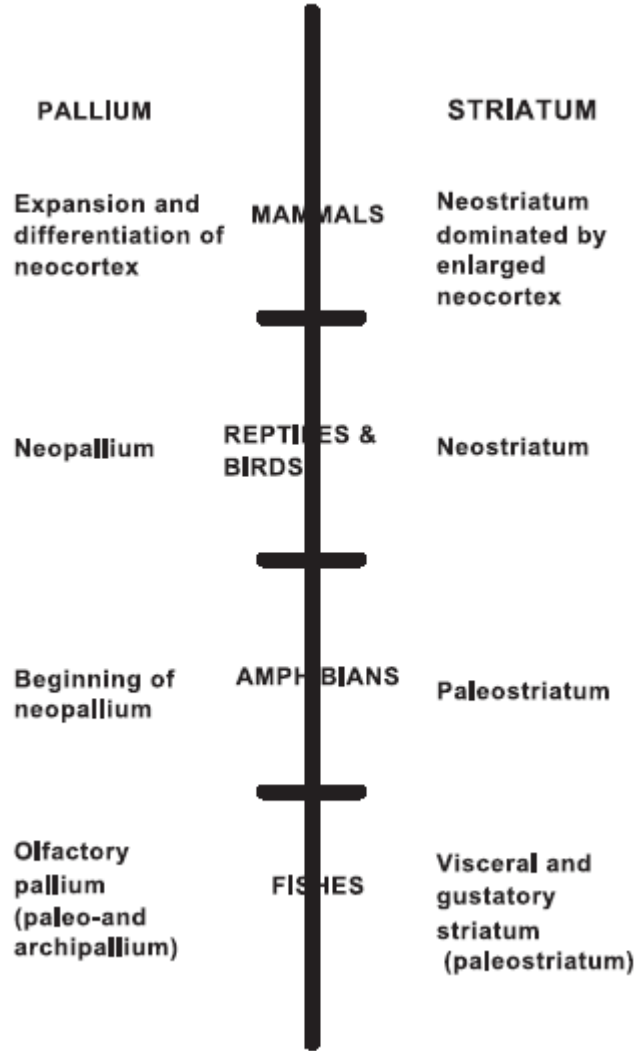 PALLIUM
STRIATUM
Expansion and
differentiation of
neocortex
MAMMALS
Neostriatum
dominated by
enlarged
neocortex
Neopallium
REPTILES &
BIRDS
Neostriatum
Beginning of
neopallium
AMPHIBIANS
Paleostriatum
Olfactory
pallium
(paleo-and
archipallium)
FISHES
Visceral and
gustatory
striatum
(paleostriatum)